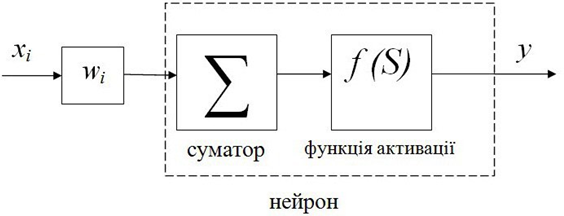 xᵢ
wᵢ
∑
f (S)
y
суматор
функція активації
нейрон